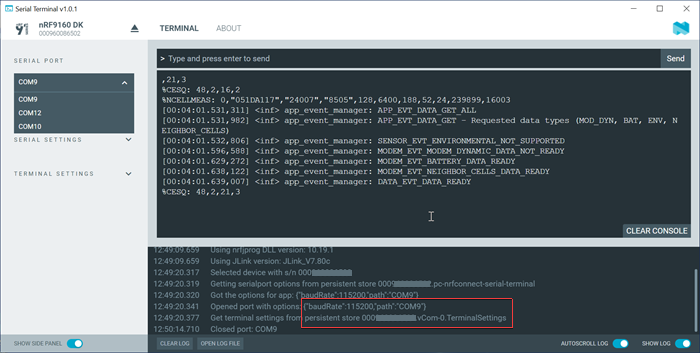 Serial Terminal v1.0.1
nRF9160 DK
000960086502
TERMINAL
ABOUT
SERIAL PORT
COM9
COM9
COM12
COM10
SERIAL SETTINGS
TERMINAL SETTINGS
SHOW SIDE PANEL
> Type and press enter to send
Send
,21,3
%CESQ: 48,2,16,2
%NCELLMEAS: 0,"051DA117","24007","8505",128,6400,188,52,24,239899,16003
[00:04:01.531,311] <inf> app_event_manager: APP_EVT_DATA_GET_ALL
[00:04:01.531,982] <inf> app_event_manager: APP_EVT_DATA_GET - Requested data types (MOD_DYN, BAT, ENV, N
EIGHBOR_CELLS)
[00:04:01.532,806] <inf> app_event_manager: SENSOR_EVT_ENVIRONMENTAL_NOT_SUPPORTED
[00:04:01.596,588] <inf> app_event_manager: MODEM_EVT_MODEM_DYNAMIC_DATA_NOT_READY
[00:04:01.629,272] <inf> app_event_manager: MODEM_EVT_BATTERY_DATA_READY
[00:04:01.638,122] <inf> app_event_manager: MODEM_EVT_NEIGHBOR_CELLS_DATA_READY
[00:04:01.639,007] <inf> app_event_manager: DATA_EVT_DATA_READY
%CESQ: 48,2,21,3
CLEAR CONSOLE
12:49:09.659 Using nrfjprog DLL version: 10.19.1
12:49:09.659 Using JLink version: JLink_V7.80c
12:49:20.317 Selected device with s/n 000
12:49:20.319 Getting serialport options from persistent store 000 .pc-nrfconnect-serial-terminal
12:49:20.320 Got the options for app: {"baudRate":115200,"path":"COM9"}
12:49:20.341 Opened port with options: {"baudRate":115200,"path":"COM9"}
12:49:20.377 Get terminal settings from persistent store 000 .vCom-0.TerminalSettings
12:50:14.710 Closed port: COM9
CLEAR LOG
OPEN LOG FILE
AUTOSCROLL LOG
SHOW LOG